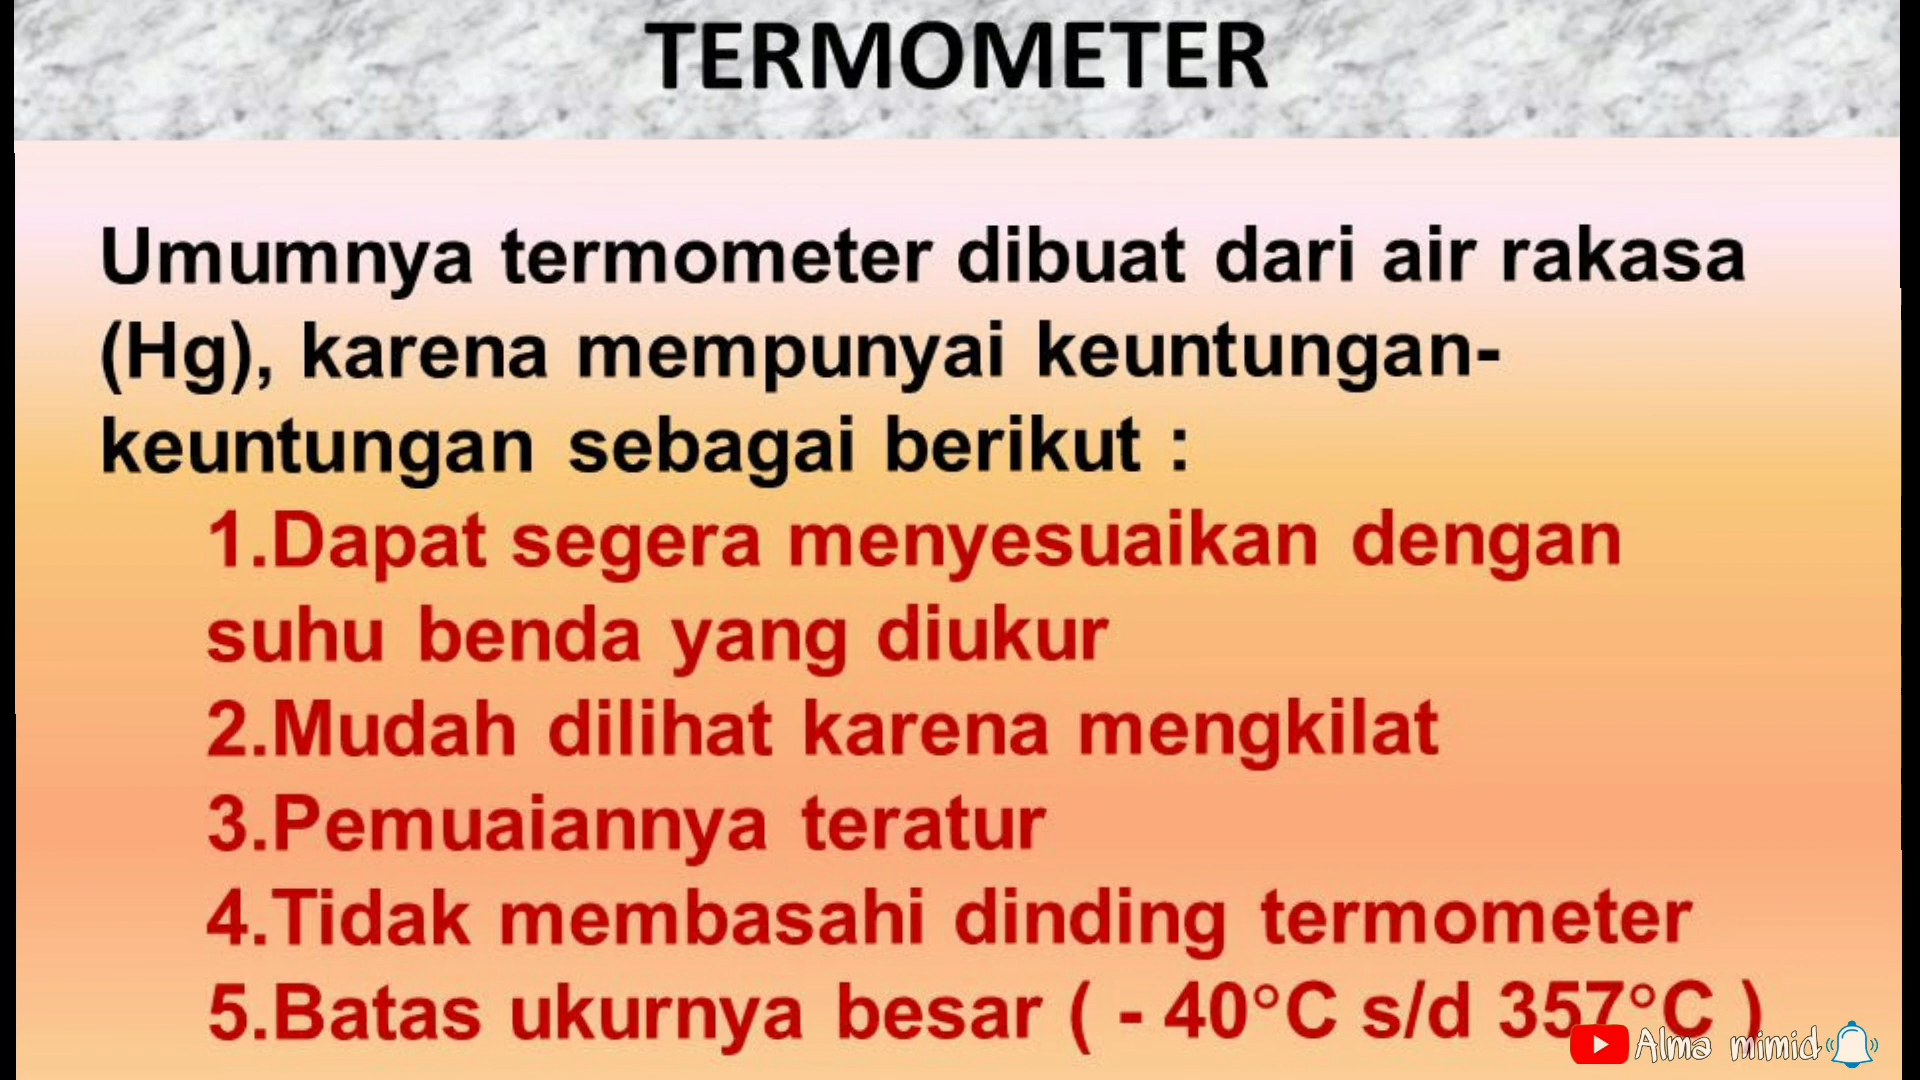 TERMOMETER
Umumnya termometer dibuat dari air rakasa
(Hg), karena mempunyai keuntungan-
keuntungan sebagai berikut :
1.Dapat segera menyesuaikan dengan
suhu benda yang diukur
2.Mudah dilihat karena mengkilat
3.Pemuaiannya teratur
4.Tidak membasahi dinding termometer
5.Batas ukurnya besar ( - 40°C s/d 357°C )
Alma mimid